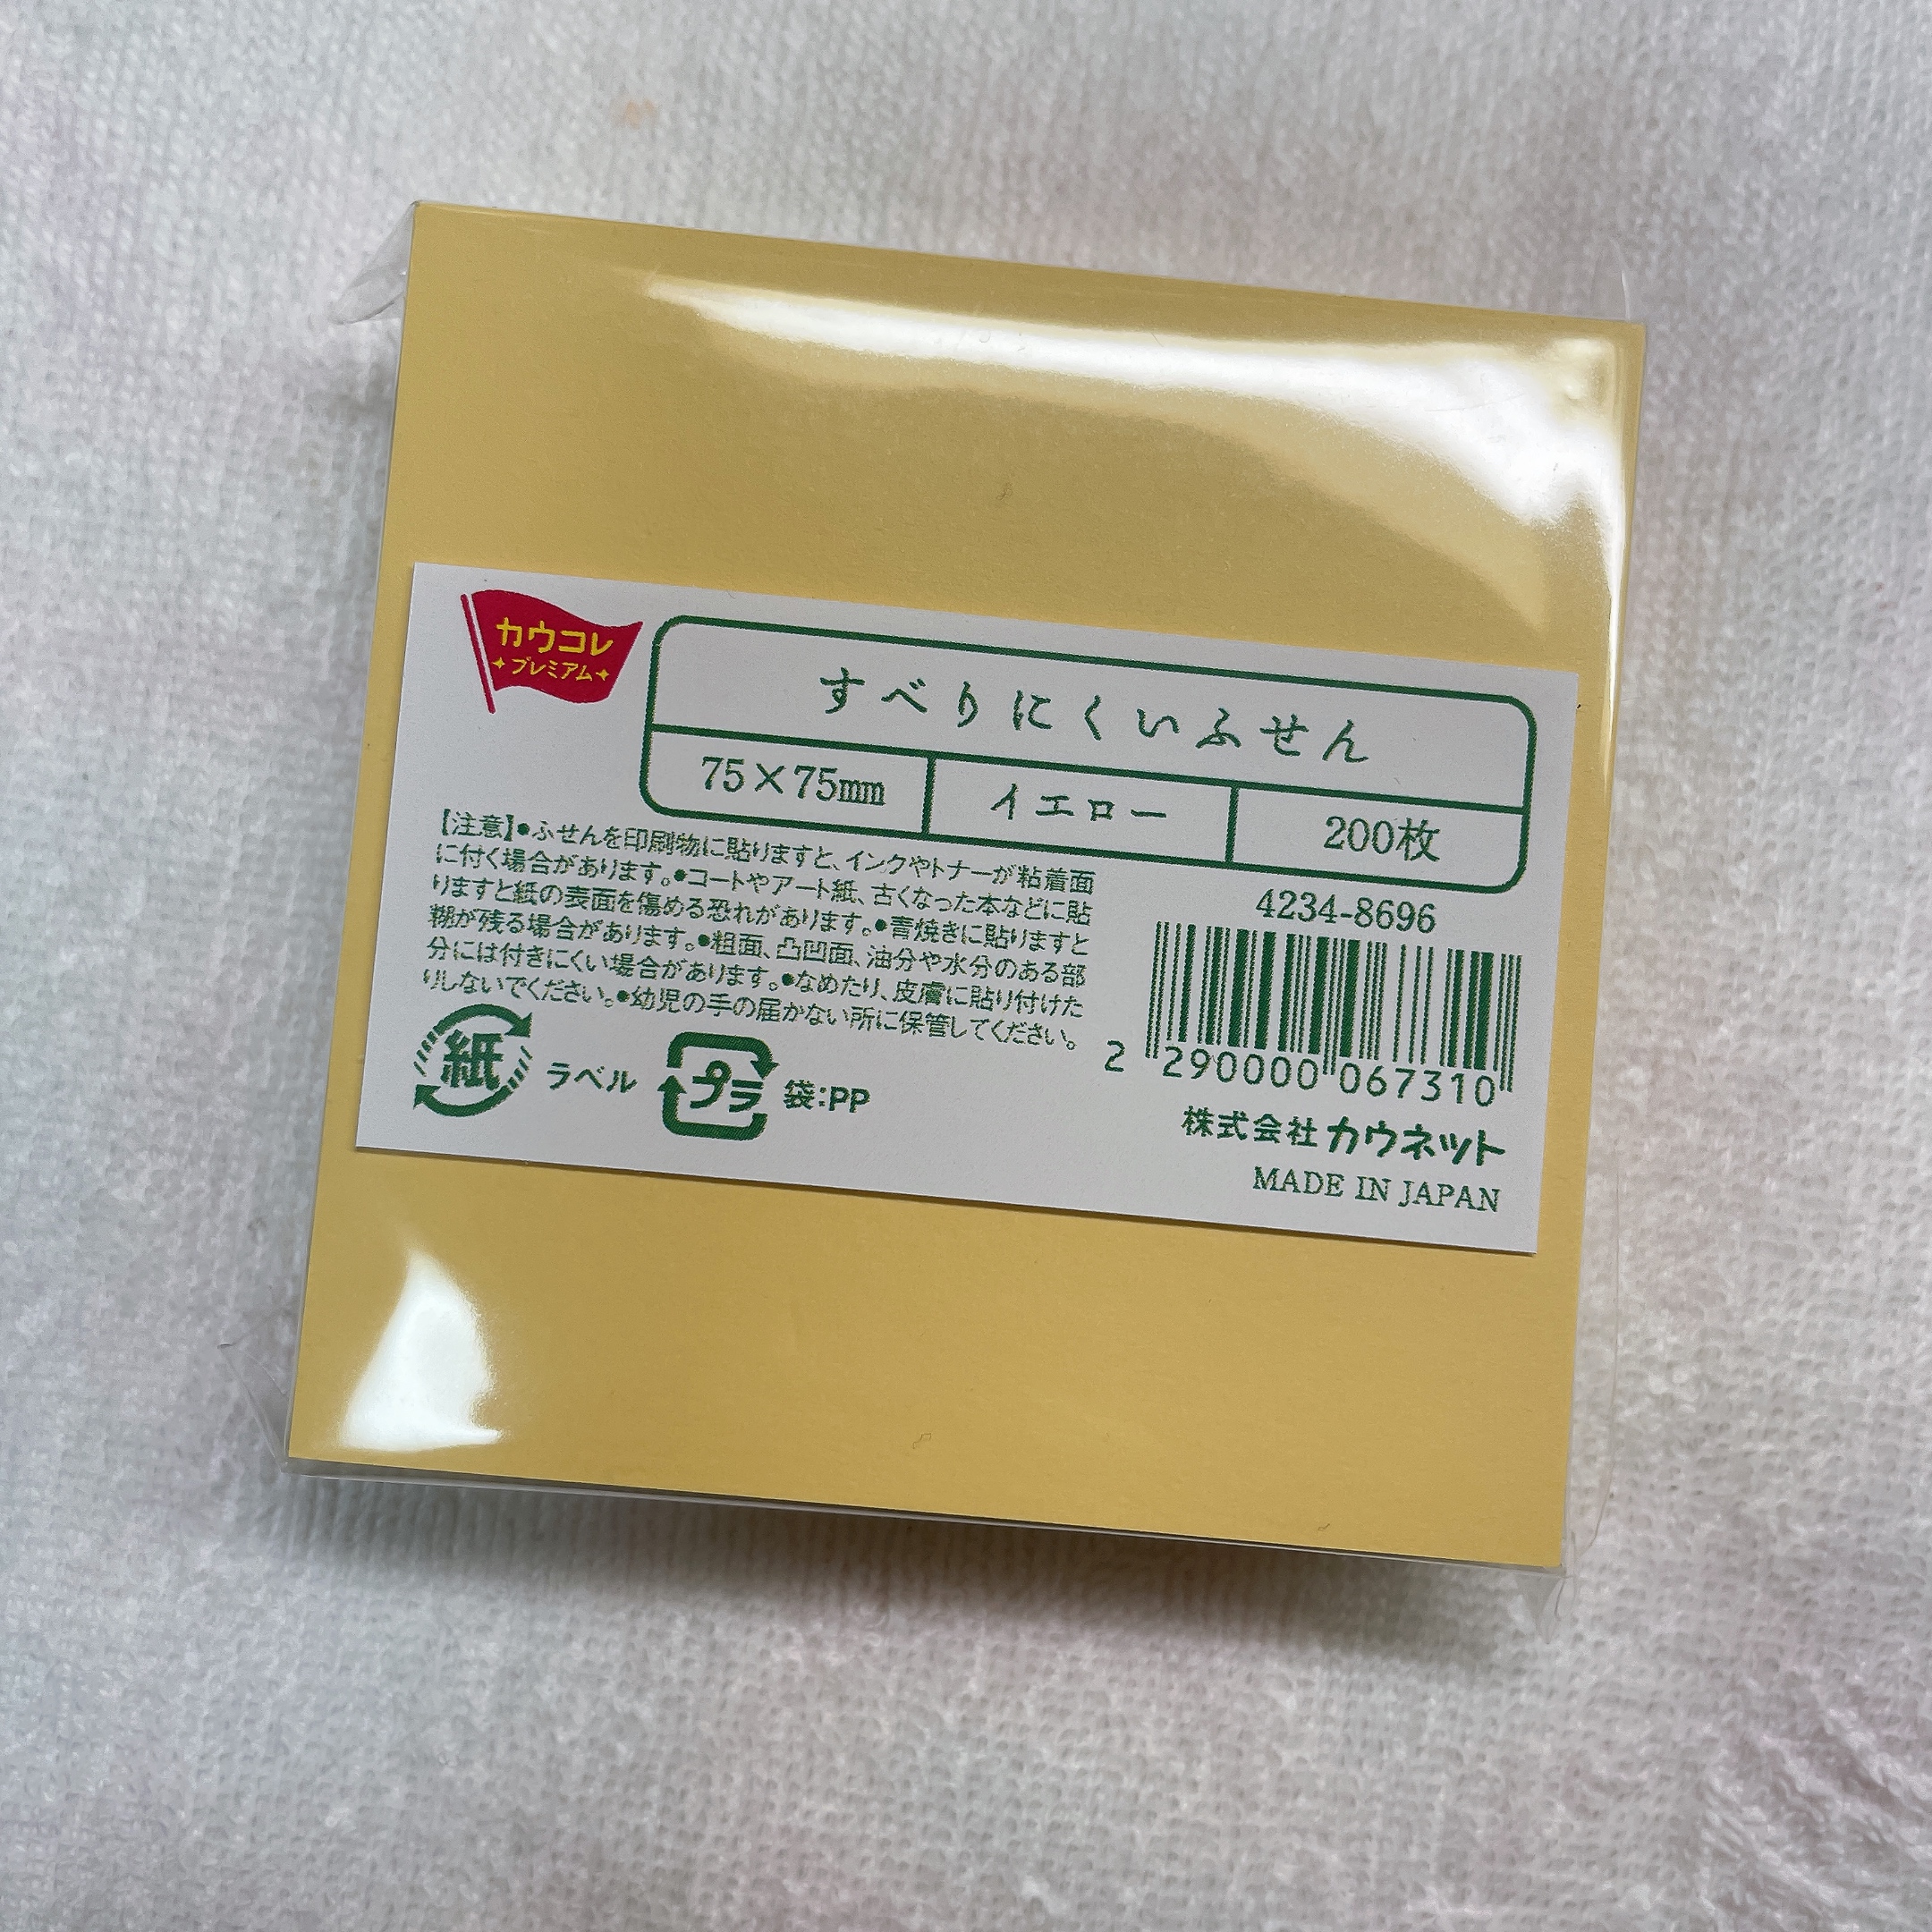 カウコレ
プレミアム
すべりにくいふせん
75×75mm
イエロー
200枚
【注意】●ふせんを印刷物に貼りますと、インクやトナーが粘着面
に付く場合があります。●コートやアート紙、古くなった本などに貼
りますと紙の表面を傷める恐れがあります。●青焼きに貼りますと
糊が残る場合があります。●粗面、凸凹面、油分や水分のある部
分には付きにくい場合があります。●なめたり、皮膚に貼り付けた
りしないでください。●幼児の手の届かない所に保管してください。
4234-8696
2 290000 067310
紙 ラベル プラ 袋:PP
株式会社カウネット
MADE IN JAPAN